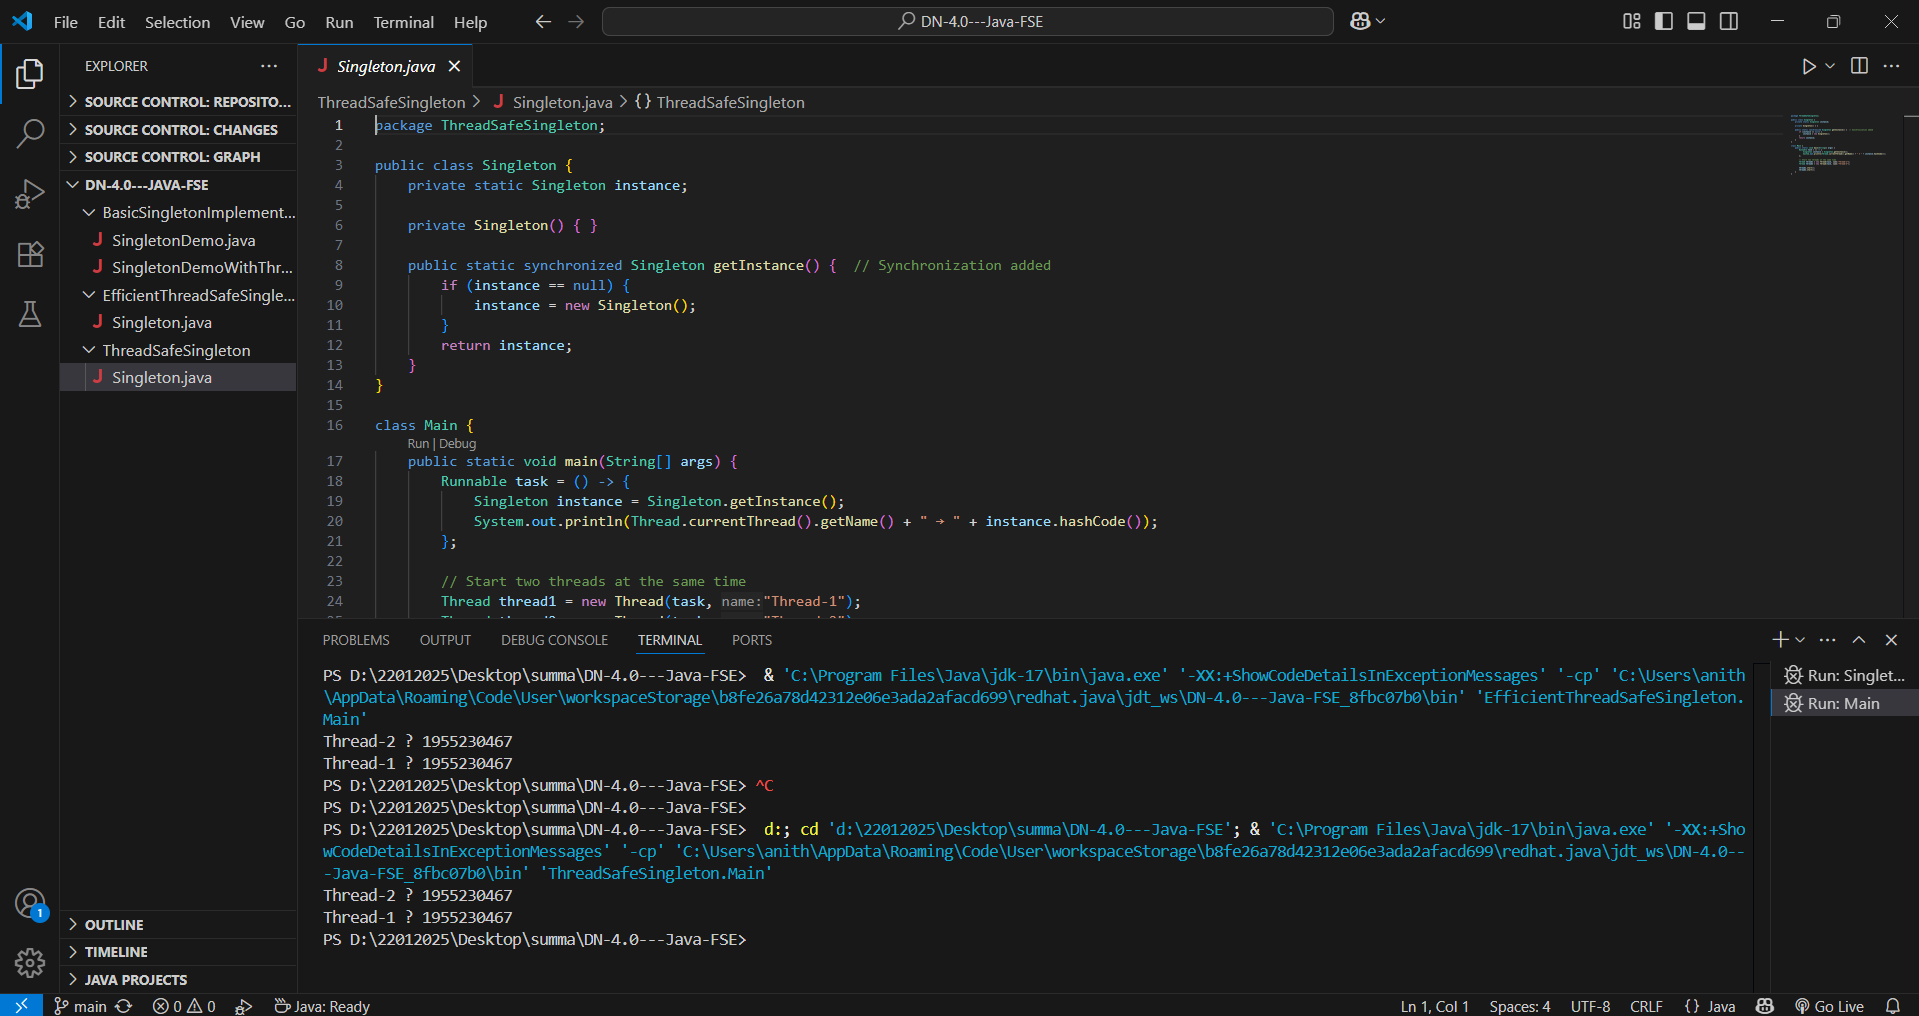 File Edit Selection View Go Run Terminal Help
DN-4.0---Java-FSE
EXPLORER
SOURCE CONTROL: REPOSITO...
SOURCE CONTROL: CHANGES
SOURCE CONTROL: GRAPH
DN-4.0---JAVA-FSE
BasicSingletonImplement...
J SingletonDemo.java
J SingletonDemoWithThr...
EfficientThreadSafeSingle...
J Singleton.java
ThreadSafeSingleton
J Singleton.java
OUTLINE
TIMELINE
JAVA PROJECTS
J Singleton.java
ThreadSafeSingleton > J Singleton.java > {} ThreadSafeSingleton
1 package ThreadSafeSingleton;
2
3 public class Singleton {
4 private static Singleton instance;
5
6 private Singleton() { }
7
8 public static synchronized Singleton getInstance() { // Synchronization added
9 if (instance == null) {
10 instance = new Singleton();
11 }
12 return instance;
13 }
14 }
15
16 class Main {
Run | Debug
17 public static void main(String[] args) {
18 Runnable task = () -> {
19 Singleton instance = Singleton.getInstance();
20 System.out.println(Thread.currentThread().getName() + " → " + instance.hashCode());
21 };
22
23 // Start two threads at the same time
24 Thread thread1 = new Thread(task, name:"Thread-1");
PROBLEMS OUTPUT DEBUG CONSOLE TERMINAL PORTS
PS D:\22012025\Desktop\summa\DN-4.0---Java-FSE> & 'C:\Program Files\Java\jdk-17\bin\java.exe' '-XX:+ShowCodeDetailsInExceptionMessages' '-cp' 'C:\Users\anith
\AppData\Roaming\Code\User\workspaceStorage\b8fe26a78d42312e06e3ada2afacd699\redhat.java\jdt_ws\DN-4.0---Java-FSE_8fbc07b0\bin' 'EfficientThreadSafeSingleton.
Main'
Thread-2 ? 1955230467
Thread-1 ? 1955230467
PS D:\22012025\Desktop\summa\DN-4.0---Java-FSE> ^C
PS D:\22012025\Desktop\summa\DN-4.0---Java-FSE>
PS D:\22012025\Desktop\summa\DN-4.0---Java-FSE> d:; cd 'd:\22012025\Desktop\summa\DN-4.0---Java-FSE'; & 'C:\Program Files\Java\jdk-17\bin\java.exe' '-XX:+Sho
wCodeDetailsInExceptionMessages' '-cp' 'C:\Users\anith\AppData\Roaming\Code\User\workspaceStorage\b8fe26a78d42312e06e3ada2afacd699\redhat.java\jdt_ws\DN-4.0--
-Java-FSE_8fbc07b0\bin' 'ThreadSafeSingleton.Main'
Thread-2 ? 1955230467
Thread-1 ? 1955230467
PS D:\22012025\Desktop\summa\DN-4.0---Java-FSE>
Run: Singlet...
Run: Main
1
main 0 0 Java: Ready Ln 1, Col 1 Spaces: 4 UTF-8 CRLF {} Java Go Live